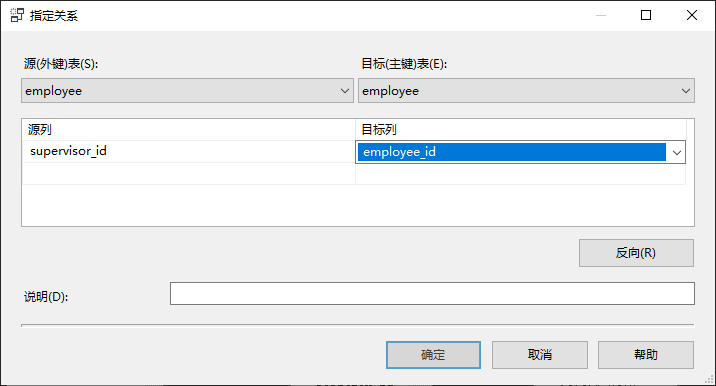 指定关系
源(外键)表(S): 目标(主键)表(E):
employee employee
源列 目标列
supervisor_id employee_id
反向(R)
说明(D):
确定 取消 帮助